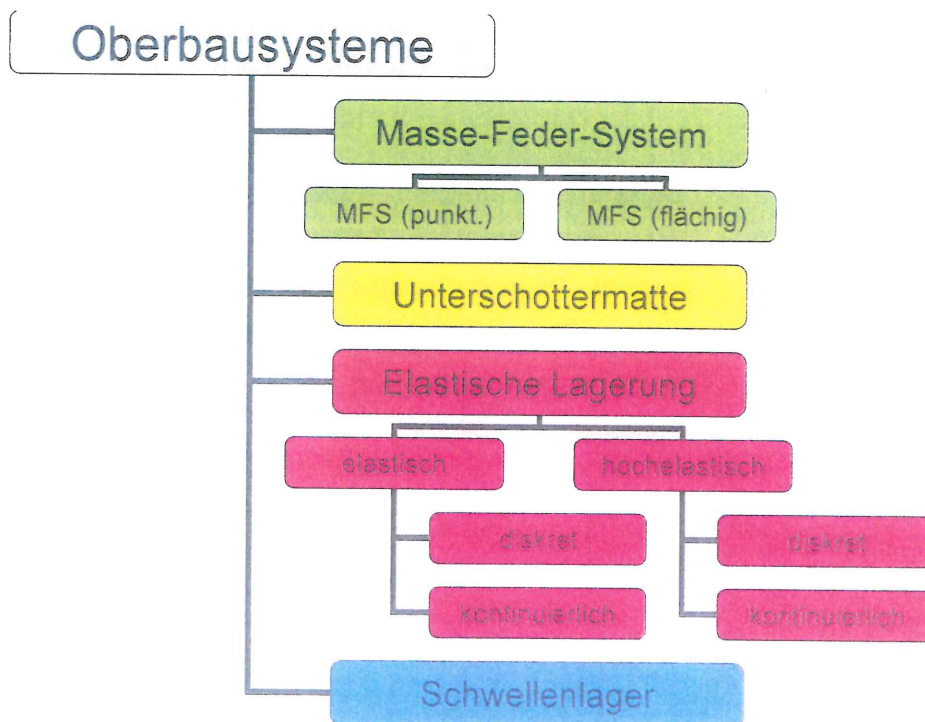 Oberbausysteme
Masse-Feder-System
MFS (punkt.)
MFS (flächig)
Unterschottermatte
Elastische Lagerung
elastisch
hochelastisch
diskret
diskret
kontinuierlich
kontinuierlich
Schwellenlager